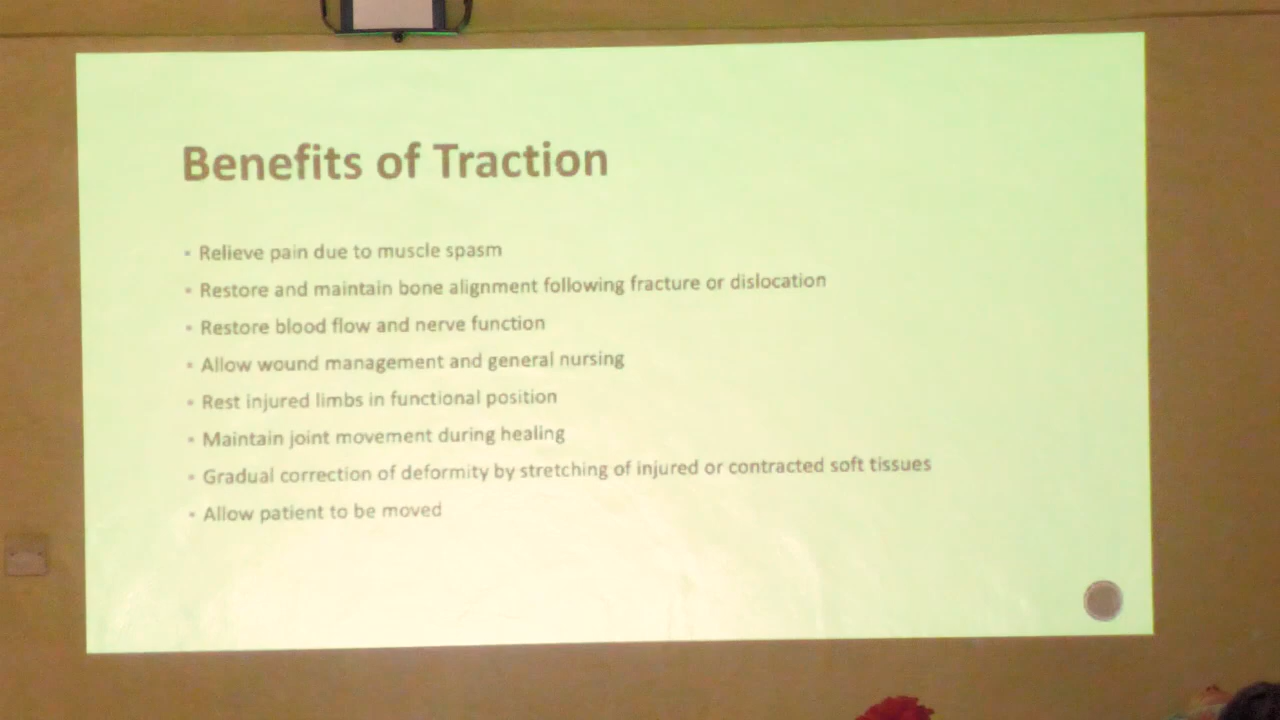 Benefits of Traction
▪ Relieve pain due to muscle spasm
▪ Restore and maintain bone alignment following fracture or dislocation
▪ Restore blood flow and nerve function
▪ Allow wound management and general nursing
▪ Rest injured limbs in functional position
▪ Maintain joint movement during healing
▪ Gradual correction of deformity by stretching of injured or contracted soft tissues
▪ Allow patient to be moved